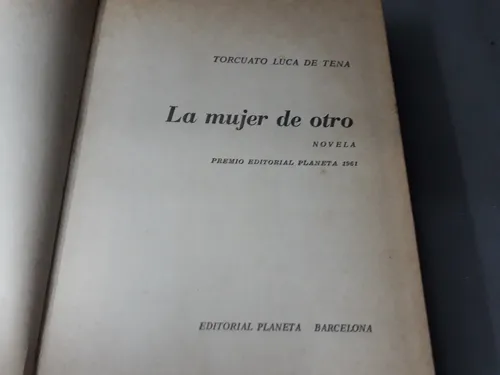 TORCUATO LUCA DE TENA
La mujer de otro
NOVELA
PREMIO EDITORIAL PLANETA 1961
EDITORIAL PLANETA BARCELONA